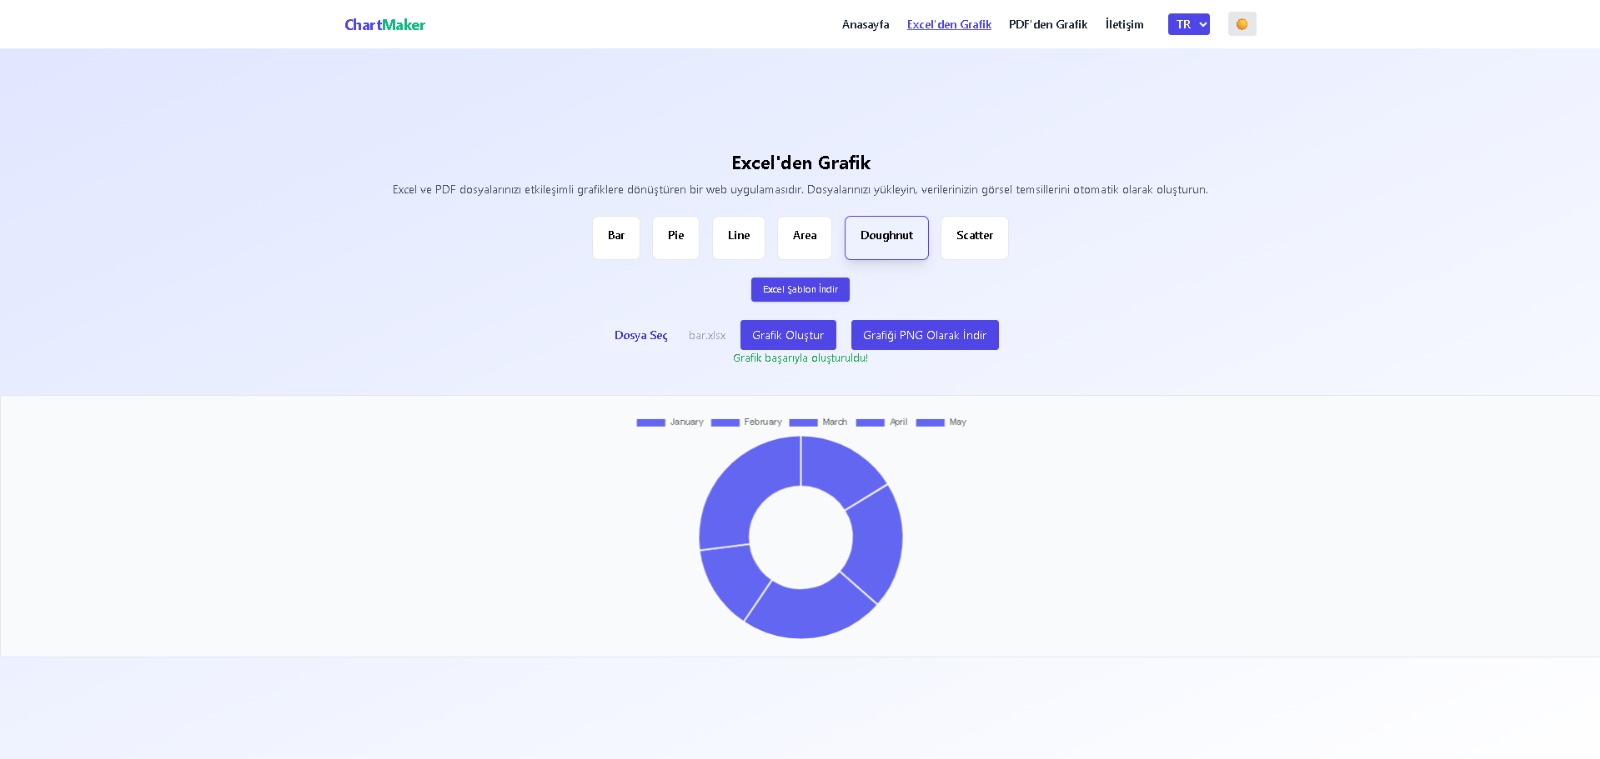 ChartMaker Anasayfa Excel'den Grafik PDF'den Grafik İletişim TR
Excel'den Grafik
Excel ve PDF dosyalarınızı etkileşimli grafiklere dönüştüren bir web uygulamasıdır. Dosyalarınızı yükleyin, verilerinizin görsel temsillerini otomatik olarak oluşturun.
Bar Pie Line Area Doughnut Scatter
Excel Şablon İndir
Dosya Seç bar.xlsx Grafik Oluştur Grafiği PNG Olarak İndir
Grafik başarıyla oluşturuldu!
January February March April May